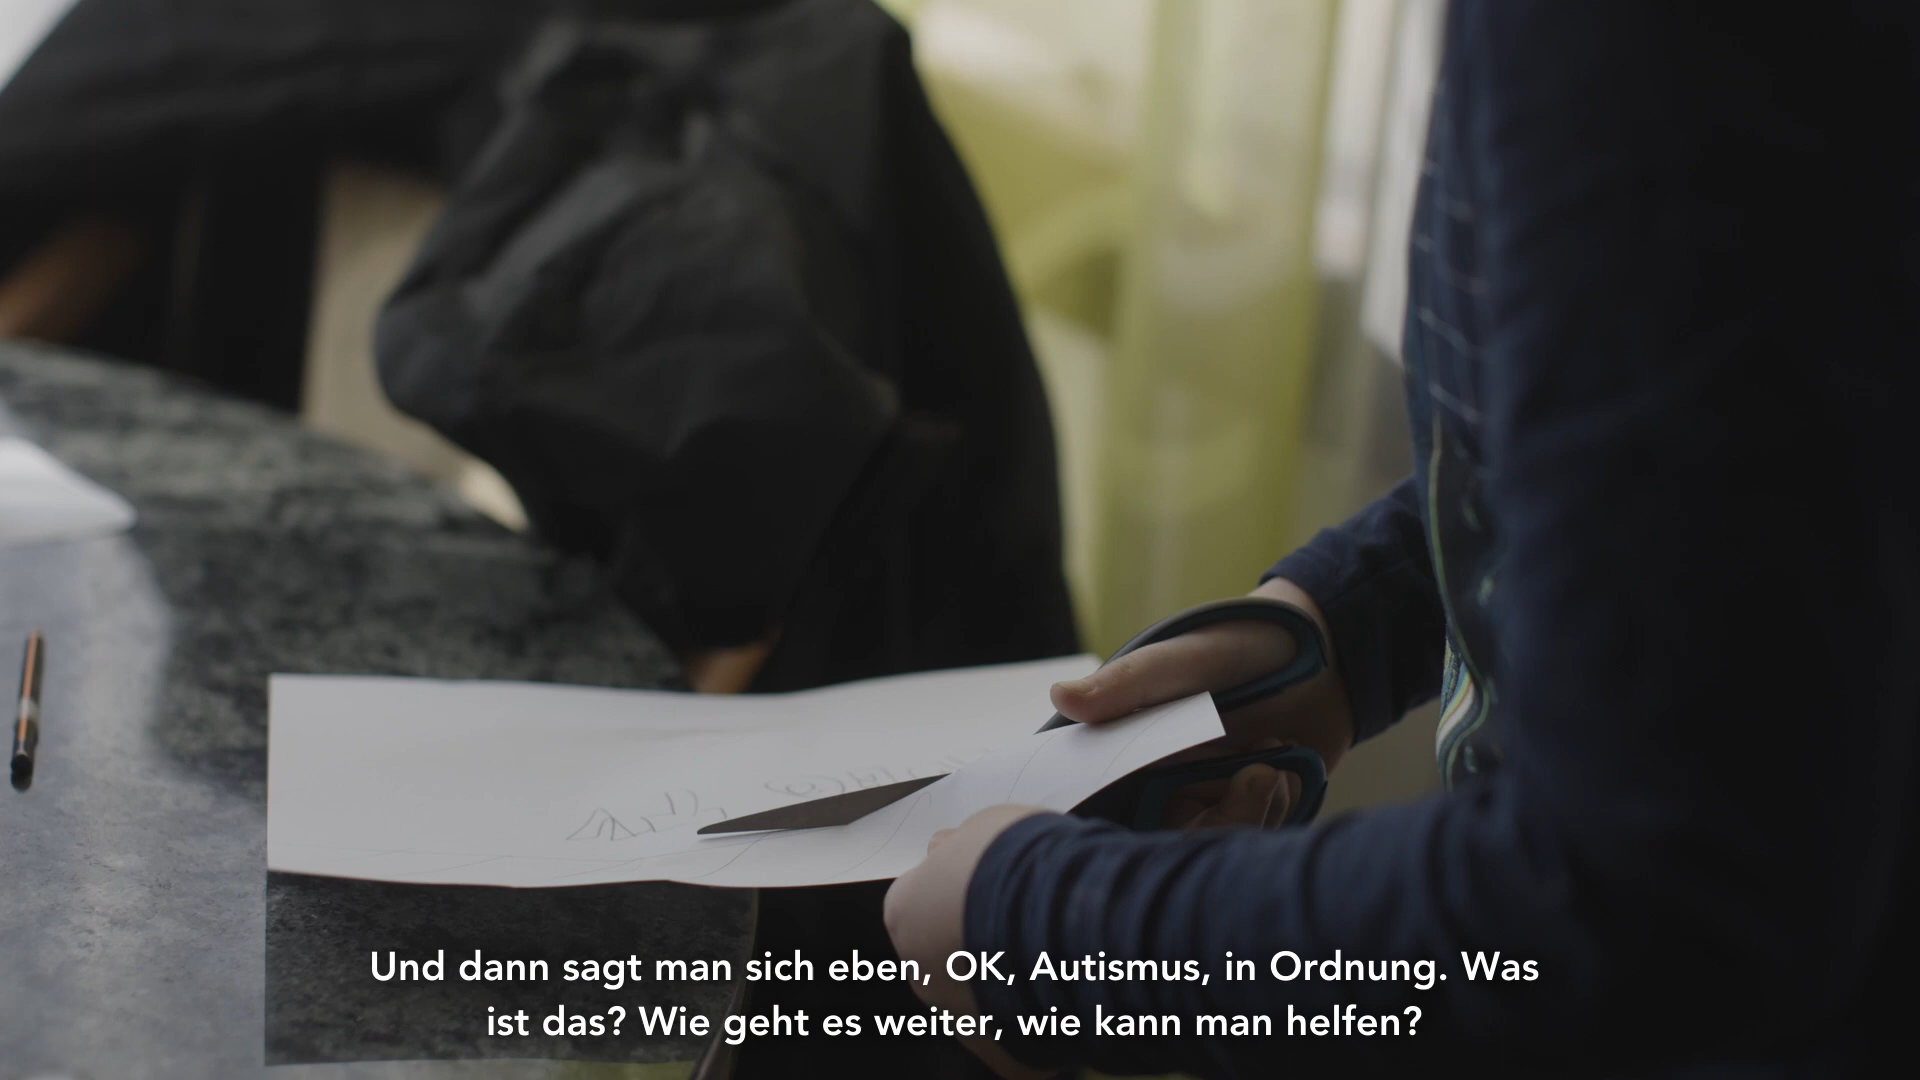 Und dann sagt man sich eben, OK, Autismus, in Ordnung. Was
ist das? Wie geht es weiter, wie kann man helfen?